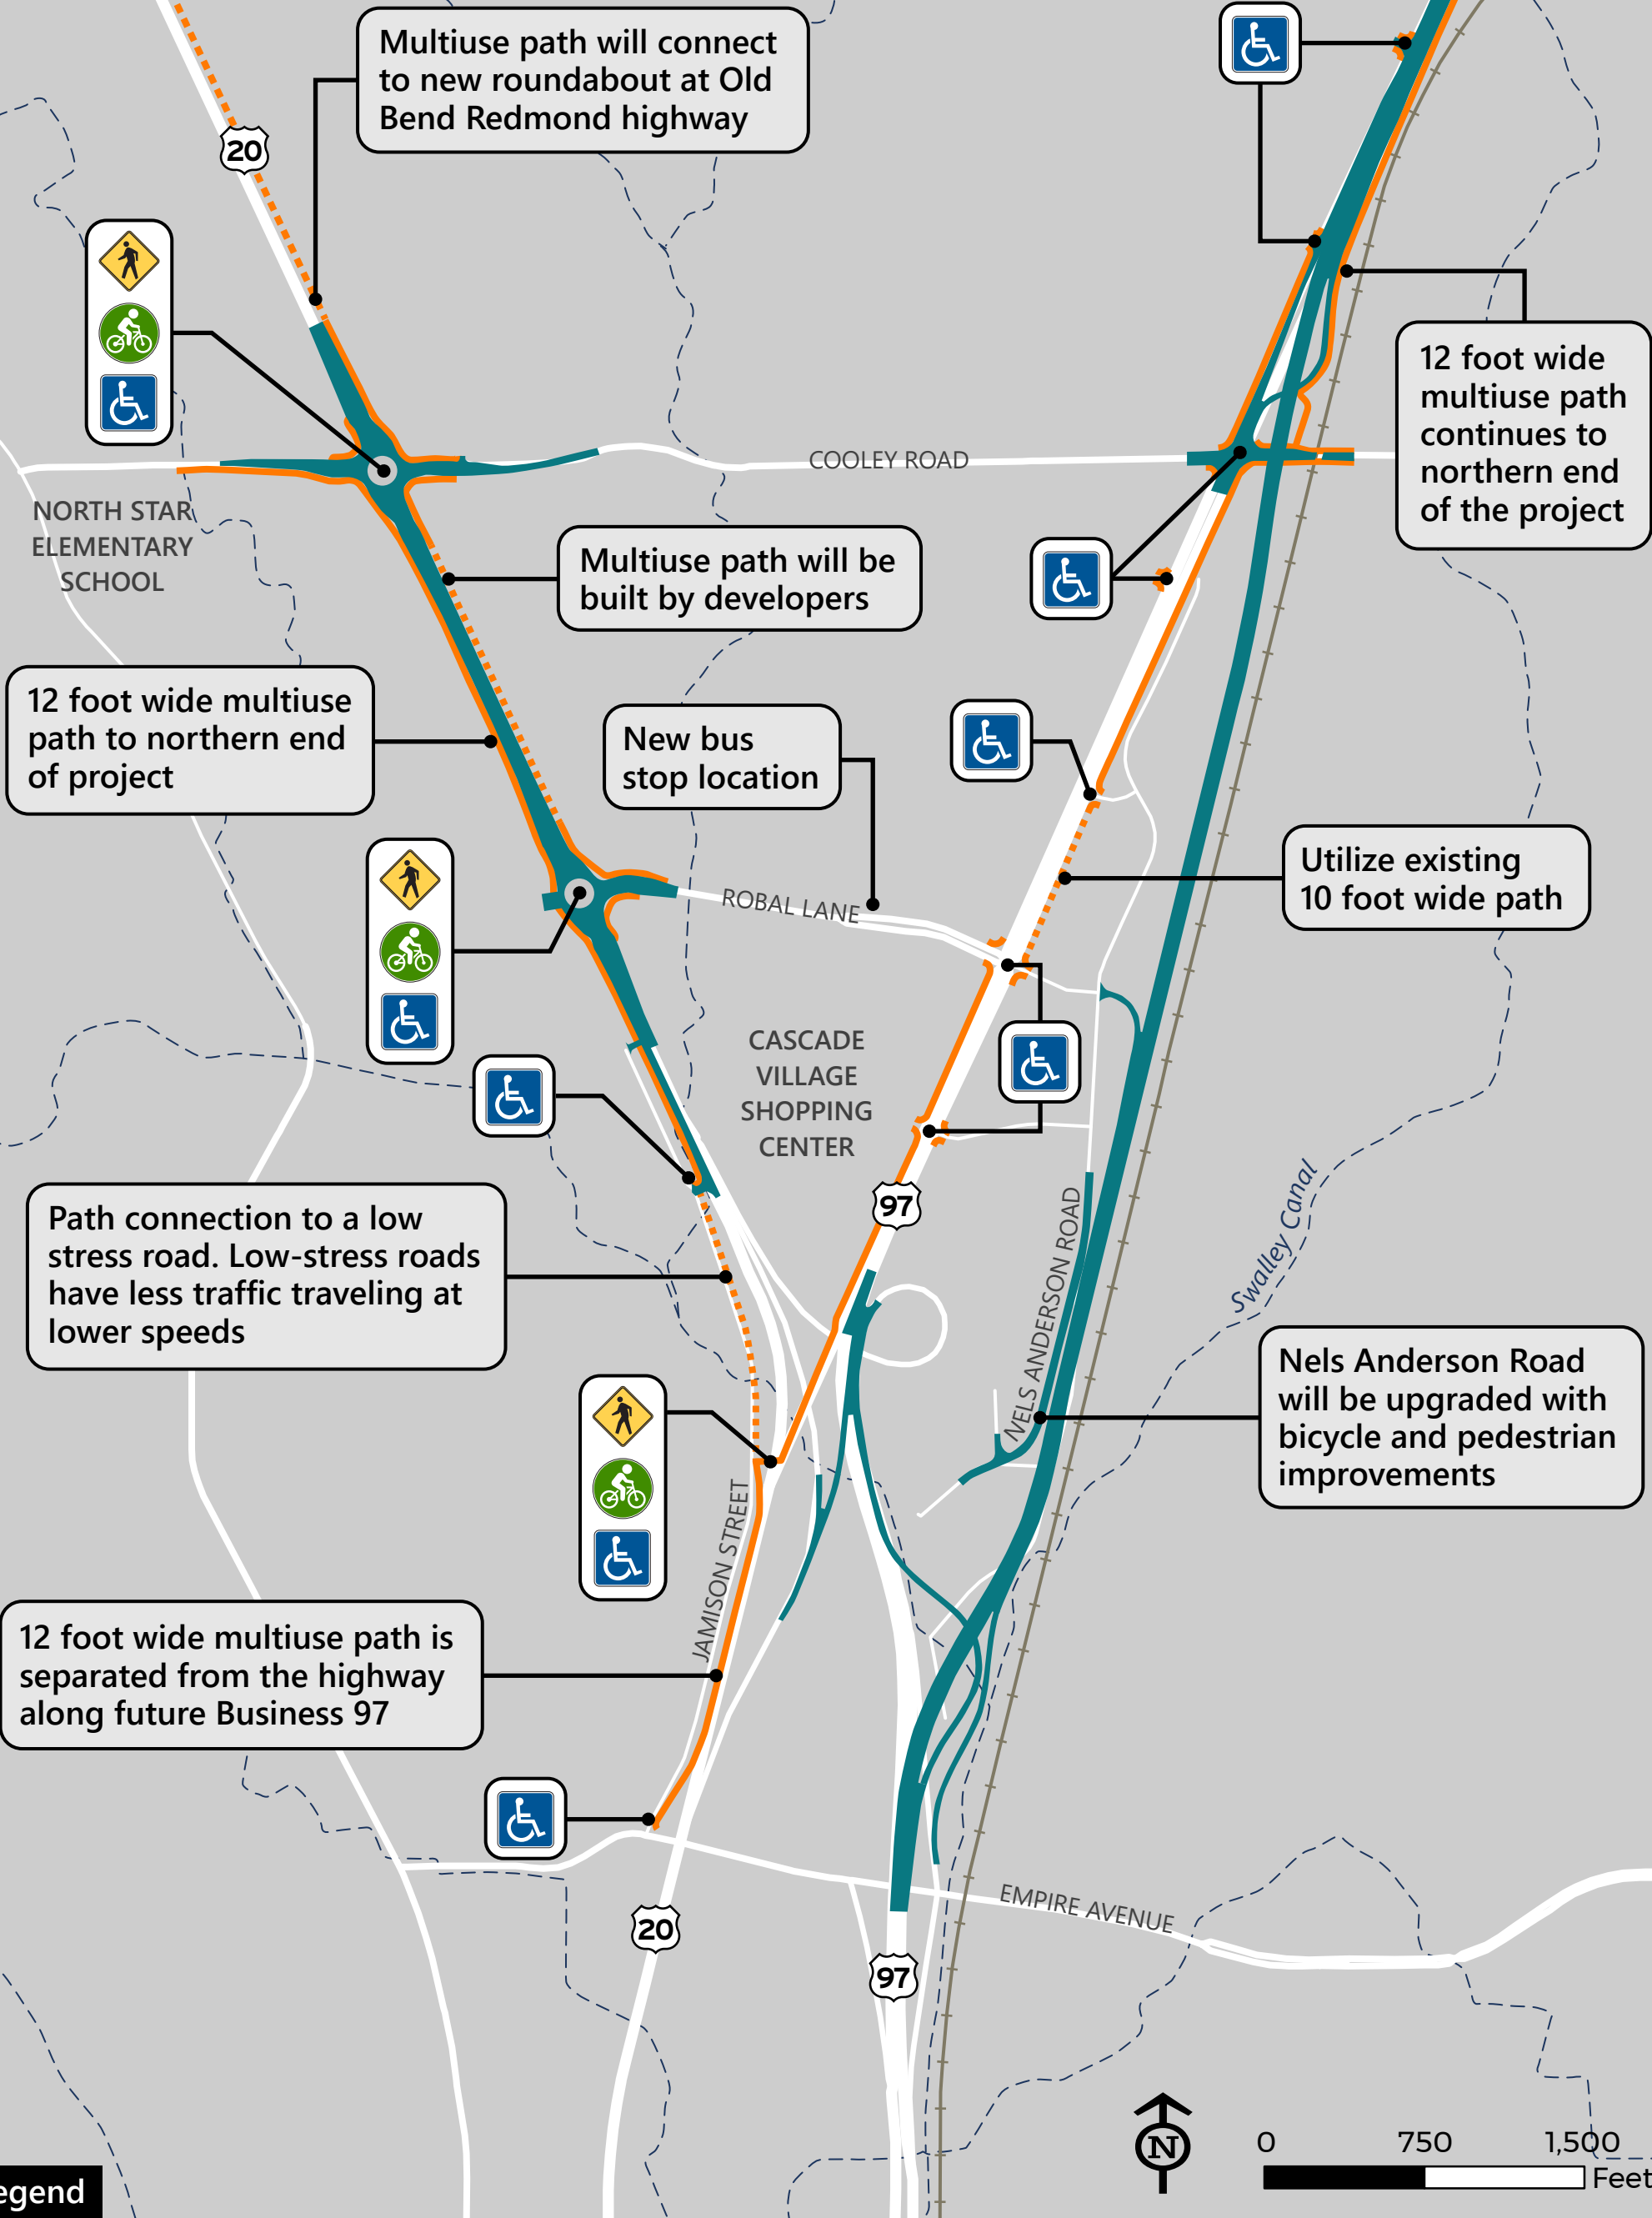 Multiuse path will connect
to new roundabout at Old
Bend Redmond highway
20
COOLEY ROAD
12 foot wide
multiuse path
continues to
northern end
of the project
NORTH STAR
ELEMENTARY
SCHOOL
Multiuse path will be
built by developers
12 foot wide multiuse
path to northern end
of project
New bus
stop location
Utilize existing
10 foot wide path
ROBAL LANE
CASCADE
VILLAGE
SHOPPING
CENTER
97
Path connection to a low
stress road. Low-stress roads
have less traffic traveling at
lower speeds
NELS ANDERSON ROAD
Swalley Canal
Nels Anderson Road
will be upgraded with
bicycle and pedestrian
improvements
JAMISON STREET
12 foot wide multiuse path is
separated from the highway
along future Business 97
EMPIRE AVENUE
20
97
N
0 750 1,500
Feet
egend